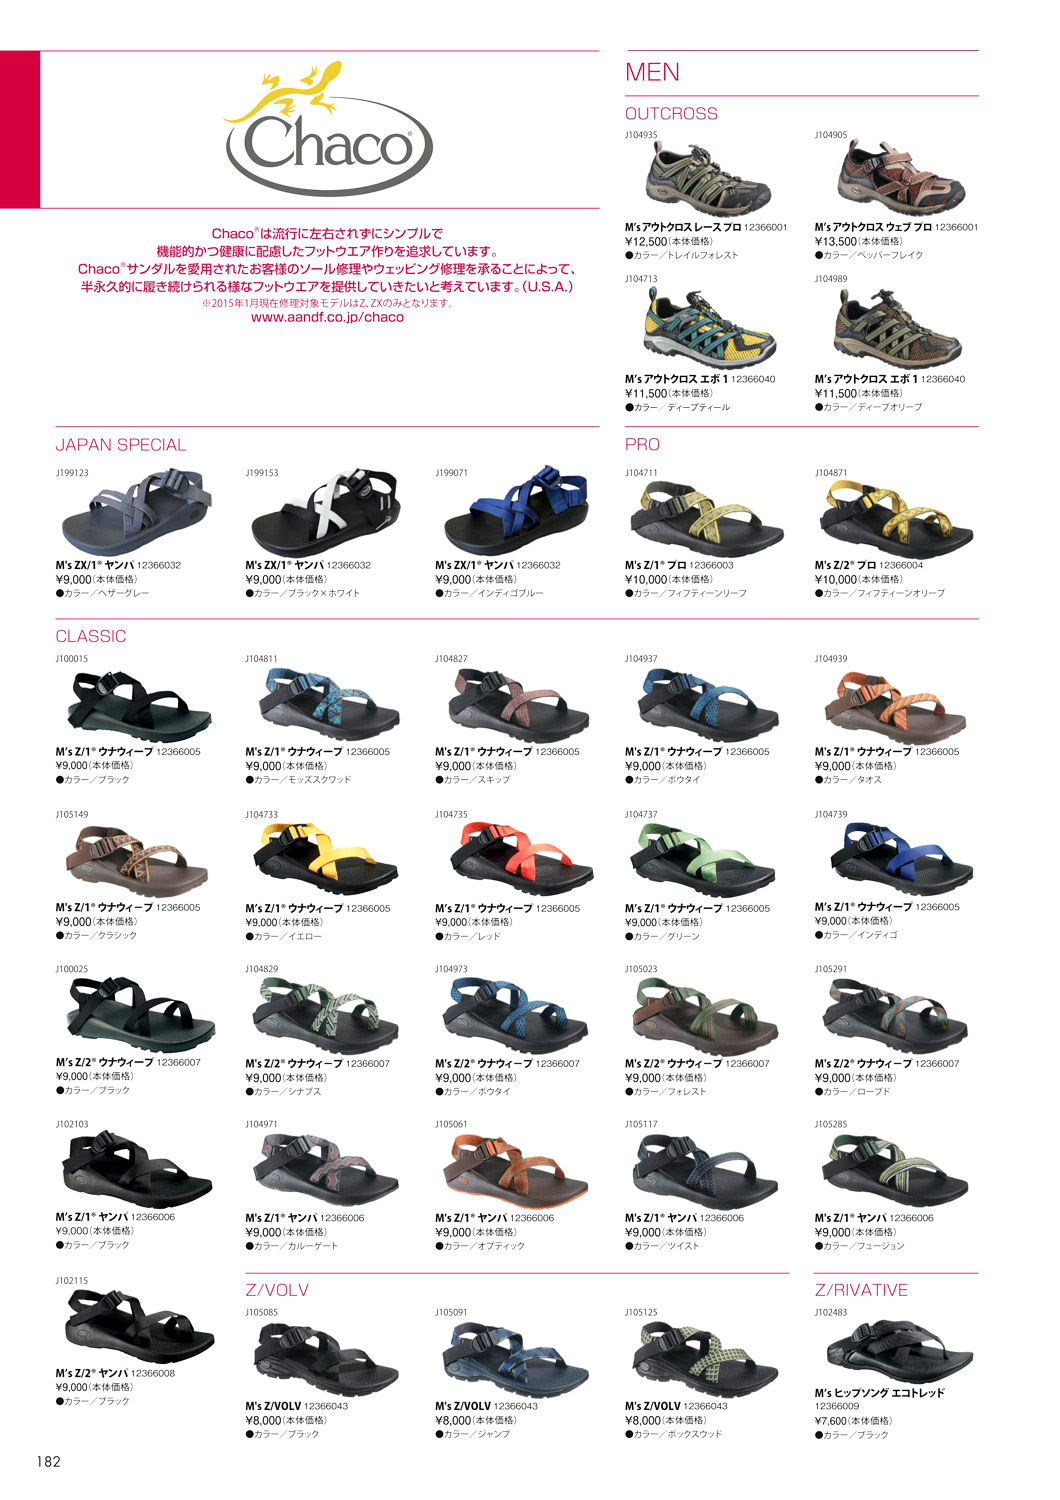 Chaco®
Chaco®は流行に左右されずにシンプルで
機能的かつ健康に配慮したフットウエア作りを追求しています。
Chaco®サンダルを愛用されたお客様のソール修理やウェッビング修理を承ることによって、
半永久的に履き続けられる様なフットウエアを提供していきたいと考えています。(U.S.A.)
※2015年1月現在修理対象モデルはZ、ZXのみとなります。
www.aandf.co.jp/chaco
MEN
OUTCROSS
J104935
M's アウトクロス レース プロ 12366001
¥12,500(本体価格)
●カラー／トレイルフォレスト
J104905
M's アウトクロス ウェブ プロ 12366001
¥13,500(本体価格)
●カラー／ペッパーフレイク
J104713
M's アウトクロス エボ 1 12366040
¥11,500(本体価格)
●カラー／ディープティール
J104989
M's アウトクロス エボ 1 12366040
¥11,500(本体価格)
●カラー／ディープオリーブ
JAPAN SPECIAL
J199123
M's ZX/1® ヤンパ 12366032
¥9,000(本体価格)
●カラー／ヘザーグレー
J199153
M's ZX/1® ヤンパ 12366032
¥9,000(本体価格)
●カラー／ブラック×ホワイト
J199071
M's ZX/1® ヤンパ 12366032
¥9,000(本体価格)
●カラー／インディゴブルー
PRO
J104711
M's Z/1® プロ 12366003
¥10,000(本体価格)
●カラー／フィフティーンリーフ
J104871
M's Z/2® プロ 12366004
¥10,000(本体価格)
●カラー／フィフティーンオリーブ
CLASSIC
J100015
M's Z/1® ウナウィーブ 12366005
¥9,000(本体価格)
●カラー／ブラック
J104811
M's Z/1® ウナウィーブ 12366005
¥9,000(本体価格)
●カラー／モッズスクワッド
J104827
M's Z/1® ウナウィーブ 12366005
¥9,000(本体価格)
●カラー／スキップ
J104937
M's Z/1® ウナウィーブ 12366005
¥9,000(本体価格)
●カラー／ボウタイ
J104939
M's Z/1® ウナウィーブ 12366005
¥9,000(本体価格)
●カラー／タオス
J105149
M's Z/1® ウナウィーブ 12366005
¥9,000(本体価格)
●カラー／クラシック
J104733
M's Z/1® ウナウィーブ 12366005
¥9,000(本体価格)
●カラー／イエロー
J104735
M's Z/1® ウナウィーブ 12366005
¥9,000(本体価格)
●カラー／レッド
J104737
M's Z/1® ウナウィーブ 12366005
¥9,000(本体価格)
●カラー／グリーン
J104739
M's Z/1® ウナウィーブ 12366005
¥9,000(本体価格)
●カラー／インディゴ
J100025
M's Z/2® ウナウィーブ 12366007
¥9,000(本体価格)
●カラー／ブラック
J104829
M's Z/2® ウナウィーブ 12366007
¥9,000(本体価格)
●カラー／シナプス
J104973
M's Z/2® ウナウィーブ 12366007
¥9,000(本体価格)
●カラー／ボウタイ
J105023
M's Z/2® ウナウィーブ 12366007
¥9,000(本体価格)
●カラー／フォレスト
J105291
M's Z/2® ウナウィーブ 12366007
¥9,000(本体価格)
●カラー／ロープド
J102103
M's Z/1® ヤンパ 12366006
¥9,000(本体価格)
●カラー／ブラック
J104971
M's Z/1® ヤンパ 12366006
¥9,000(本体価格)
●カラー／カルーゲート
J105061
M's Z/1® ヤンパ 12366006
¥9,000(本体価格)
●カラー／オプティック
J105117
M's Z/1® ヤンパ 12366006
¥9,000(本体価格)
●カラー／ツイスト
J105285
M's Z/1® ヤンパ 12366006
¥9,000(本体価格)
●カラー／フュージョン
J102115
M's Z/2® ヤンパ 12366008
¥9,000(本体価格)
●カラー／ブラック
Z/VOLV
J105085
M's Z/VOLV 12366043
¥8,000(本体価格)
●カラー／ブラック
J105091
M's Z/VOLV 12366043
¥8,000(本体価格)
●カラー／ジャンプ
J105125
M's Z/VOLV 12366043
¥8,000(本体価格)
●カラー／ボックスウッド
Z/RIVATIVE
J102483
M's ヒップソング エコトレッド
12366009
¥7,600(本体価格)
●カラー／ブラック
182